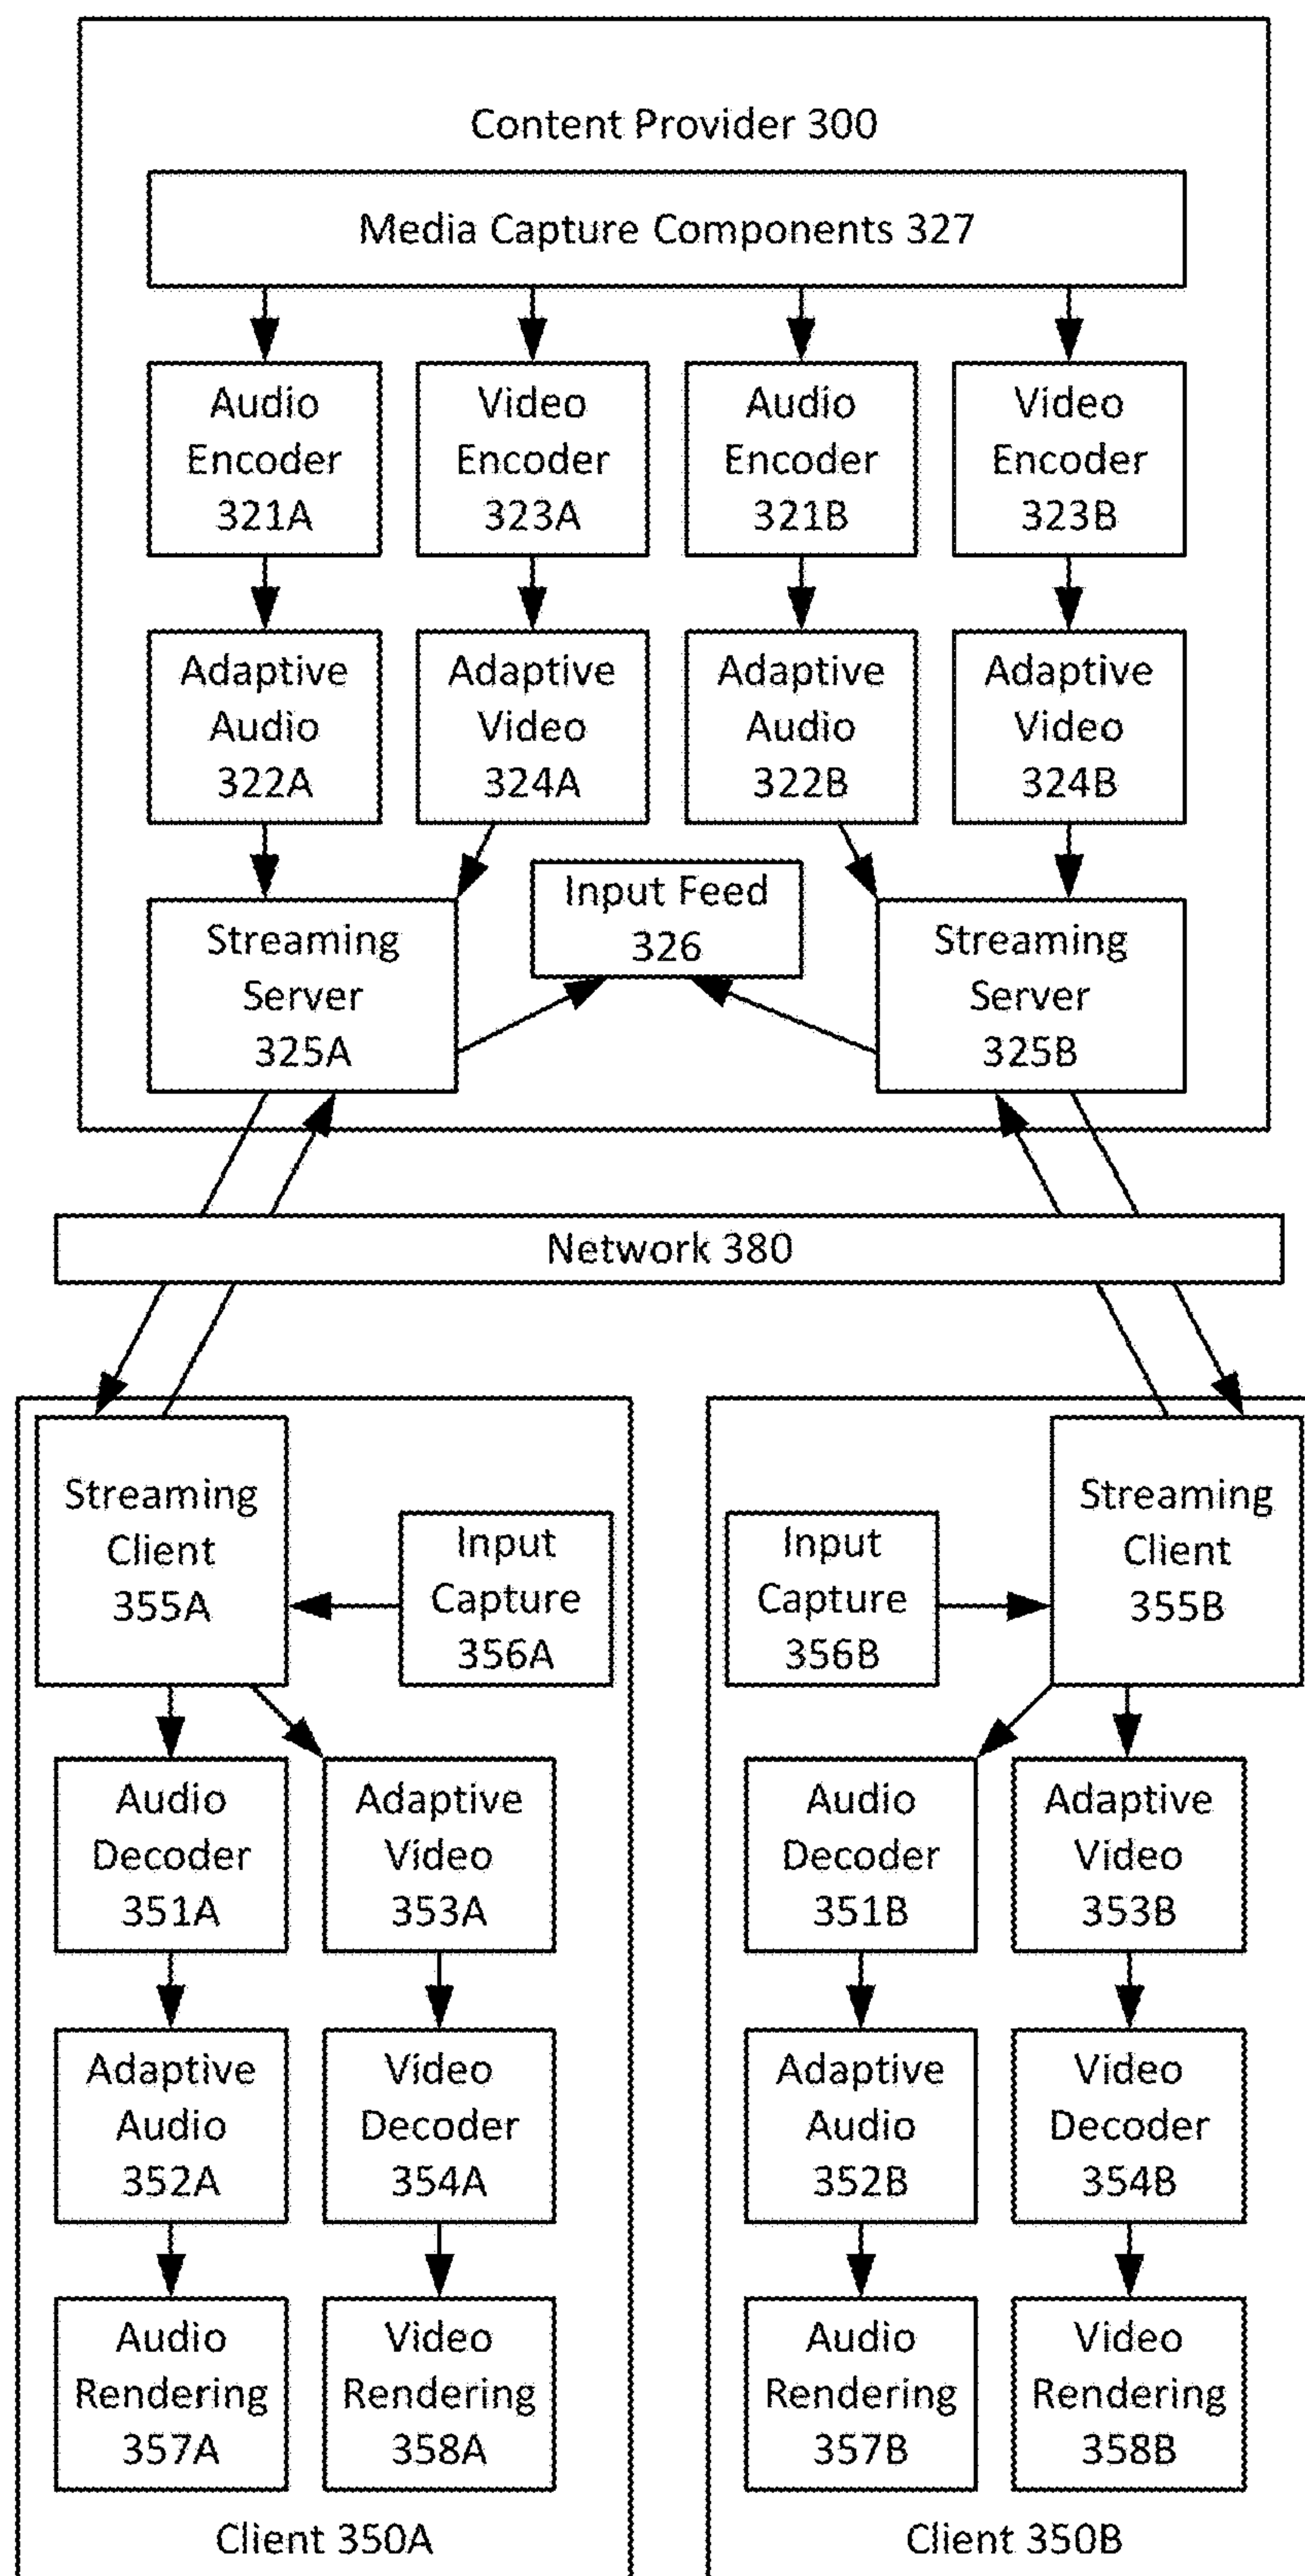 Content Provider 300
Media Capture Components 327
Audio
Encoder
321A
Video
Encoder
323A
Audio
Encoder
321B
Video
Encoder
323B
Adaptive
Audio
322A
Adaptive
Video
324A
Adaptive
Audio
322B
Adaptive
Video
324B
Streaming
Server
325A
Input Feed
326
Streaming
Server
325B
Network 380
Streaming
Client
355A
Input
Capture
356A
Input
Capture
356B
Streaming
Client
355B
Audio
Decoder
351A
Adaptive
Video
353A
Audio
Decoder
351B
Adaptive
Video
353B
Adaptive
Audio
352A
Video
Decoder
354A
Adaptive
Audio
352B
Video
Decoder
354B
Audio
Rendering
357A
Video
Rendering
358A
Audio
Rendering
357B
Video
Rendering
358B
Client 350A
Client 350B